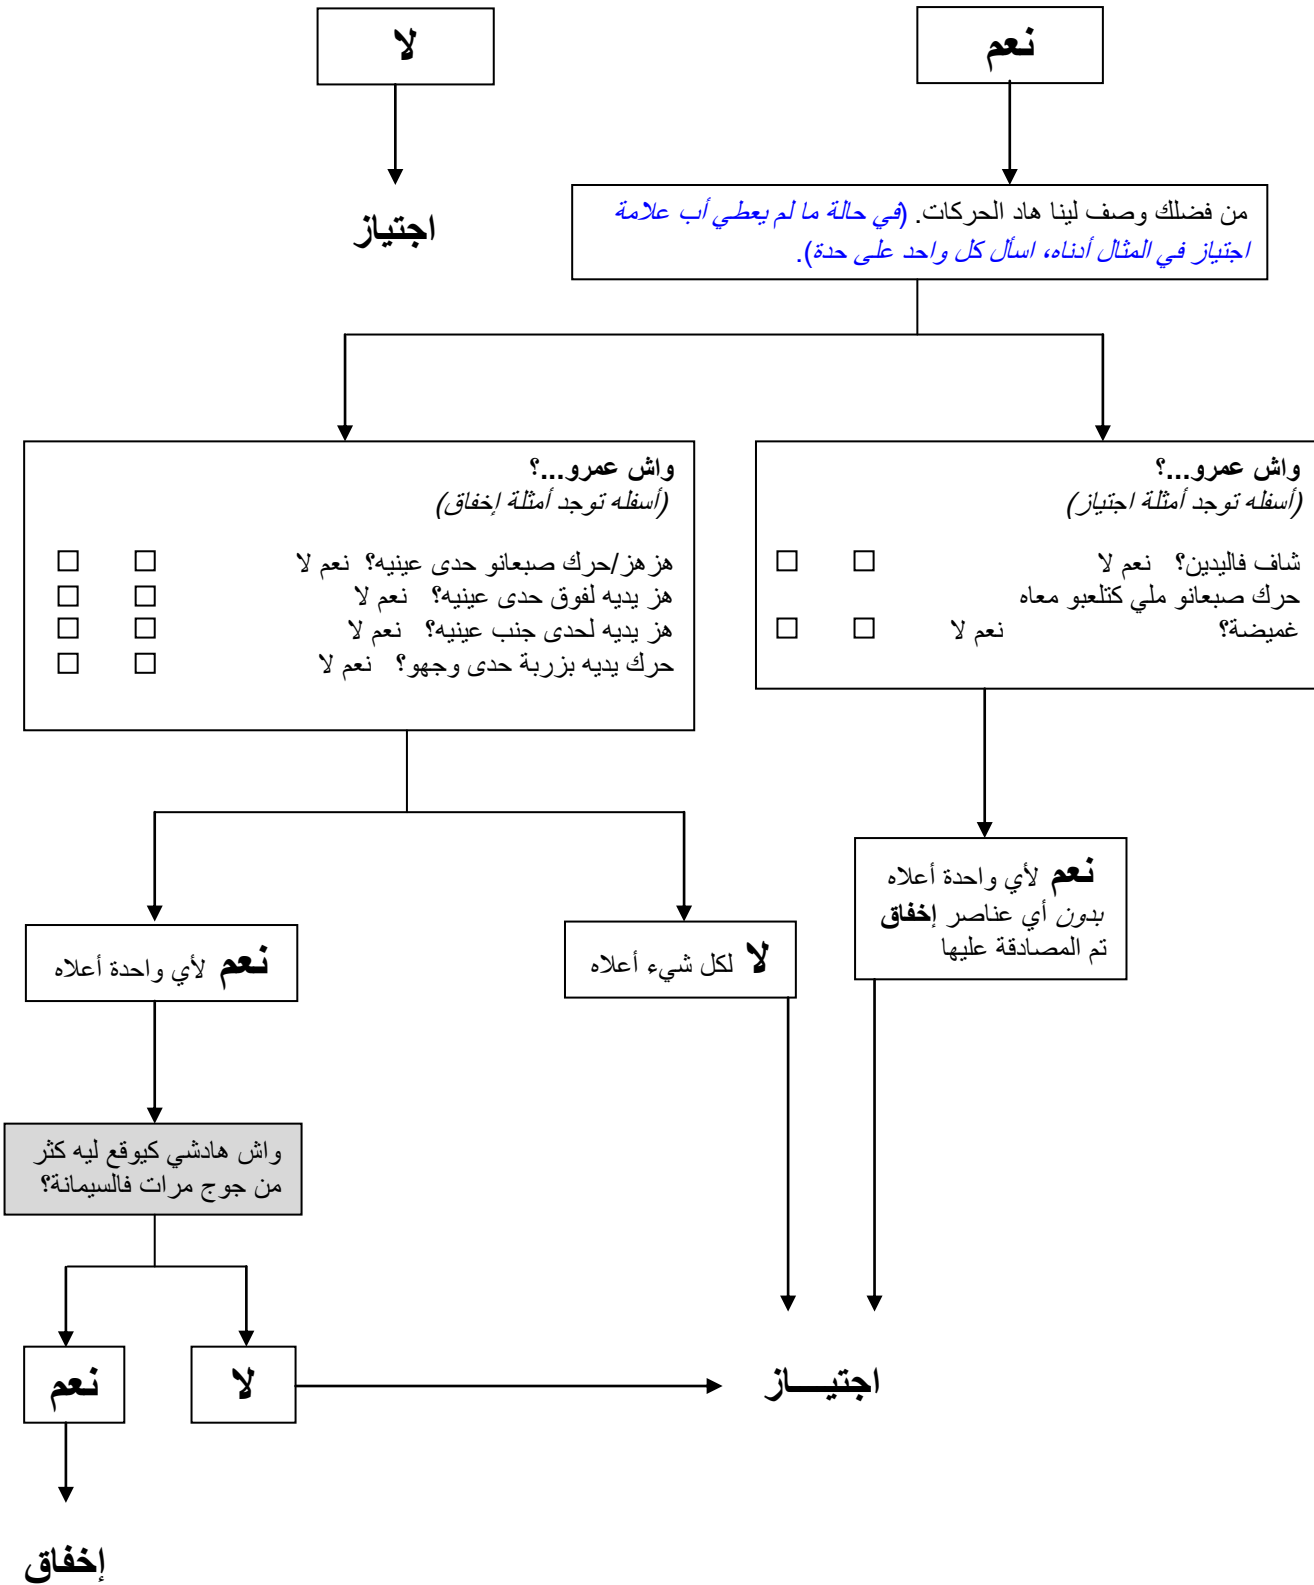 نعم
لا
اجتياز
من فضلك وصف لينا هاد الحركات. (في حالة ما لم يعطي أب علامة
اجتياز في المثال أدناه، اسأل كل واحد على حدة).
واش عمرو...؟
(أسفله توجد أمثلة اجتياز)
شاف فاليدين؟ نعم لا □ □
حرك صبعانو ملي كتلعبو معاه
غميضة؟ نعم لا □ □
واش عمرو...؟
(أسفله توجد أمثلة إخفاق)
هزهز/حرك صبعانو حدى عينيه؟ نعم لا □ □
هز يديه لفوق حدى عينيه؟ نعم لا □ □
هز يديه لحدى جنب عينيه؟ نعم لا □ □
حرك يديه بزربة حدى وجهو؟ نعم لا □ □
نعم لأي واحدة أعلاه
بدون أي عناصر إخفاق
تم المصادقة عليها
لا لكل شيء أعلاه
نعم لأي واحدة أعلاه
واش هادشي كيوقع ليه كثر
من جوج مرات فالسيمانة؟
اجتيـــاز
لا
نعم
إخفاق